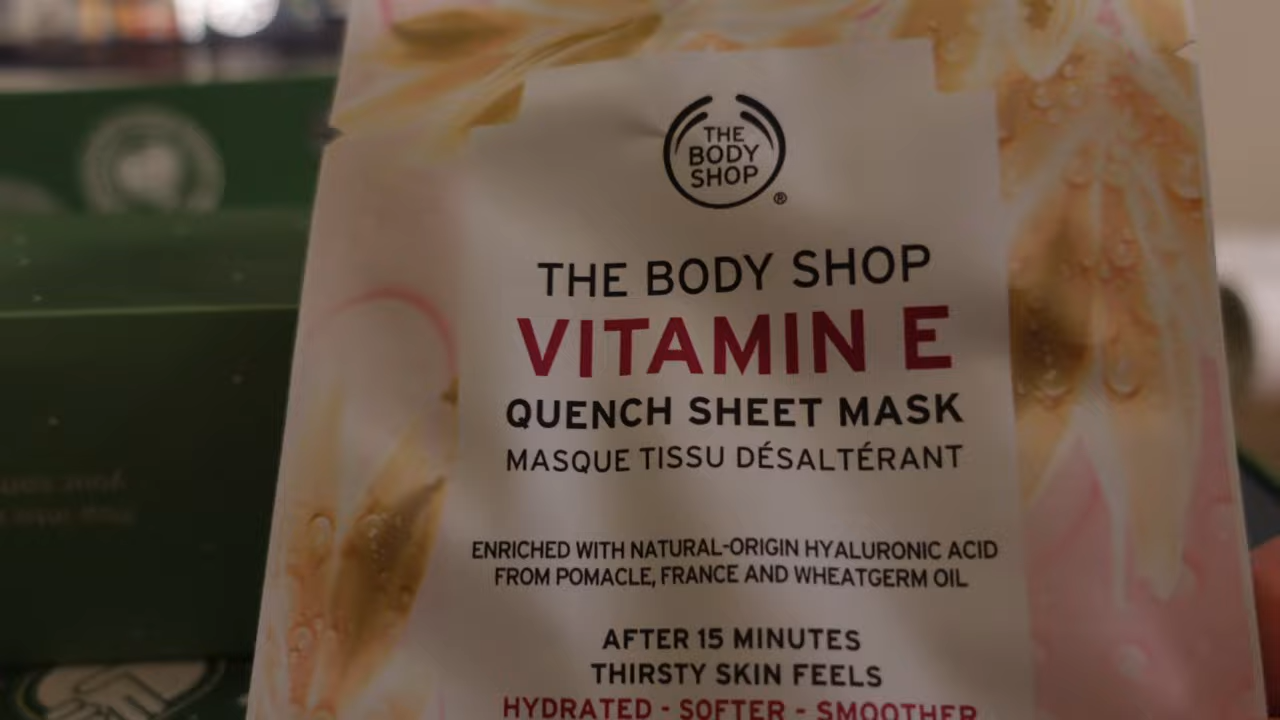 THE
BODY
SHOP
®
THE BODY SHOP
VITAMIN E
QUENCH SHEET MASK
MASQUE TISSU DÉSALTÉRANT
ENRICHED WITH NATURAL-ORIGIN HYALURONIC ACID
FROM POMACLE, FRANCE AND WHEATGERM OIL
AFTER 15 MINUTES
THIRSTY SKIN FEELS
HYDRATED - SOFTER - SMOOTHER